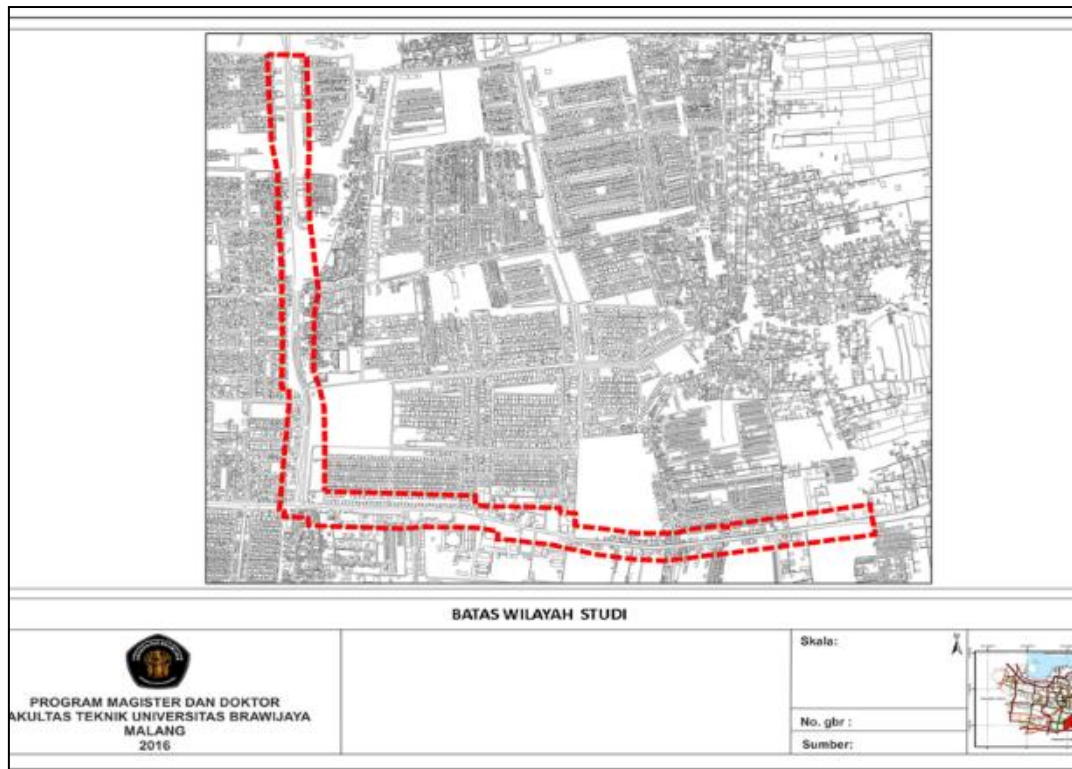 BATAS WILAYAH STUDI
PROGRAM MAGISTER DAN DOKTOR
AKULTAS TEKNIK UNIVERSITAS BRAWIJAYA
MALANG
2016
Skala:
No. gbr :
Sumber: